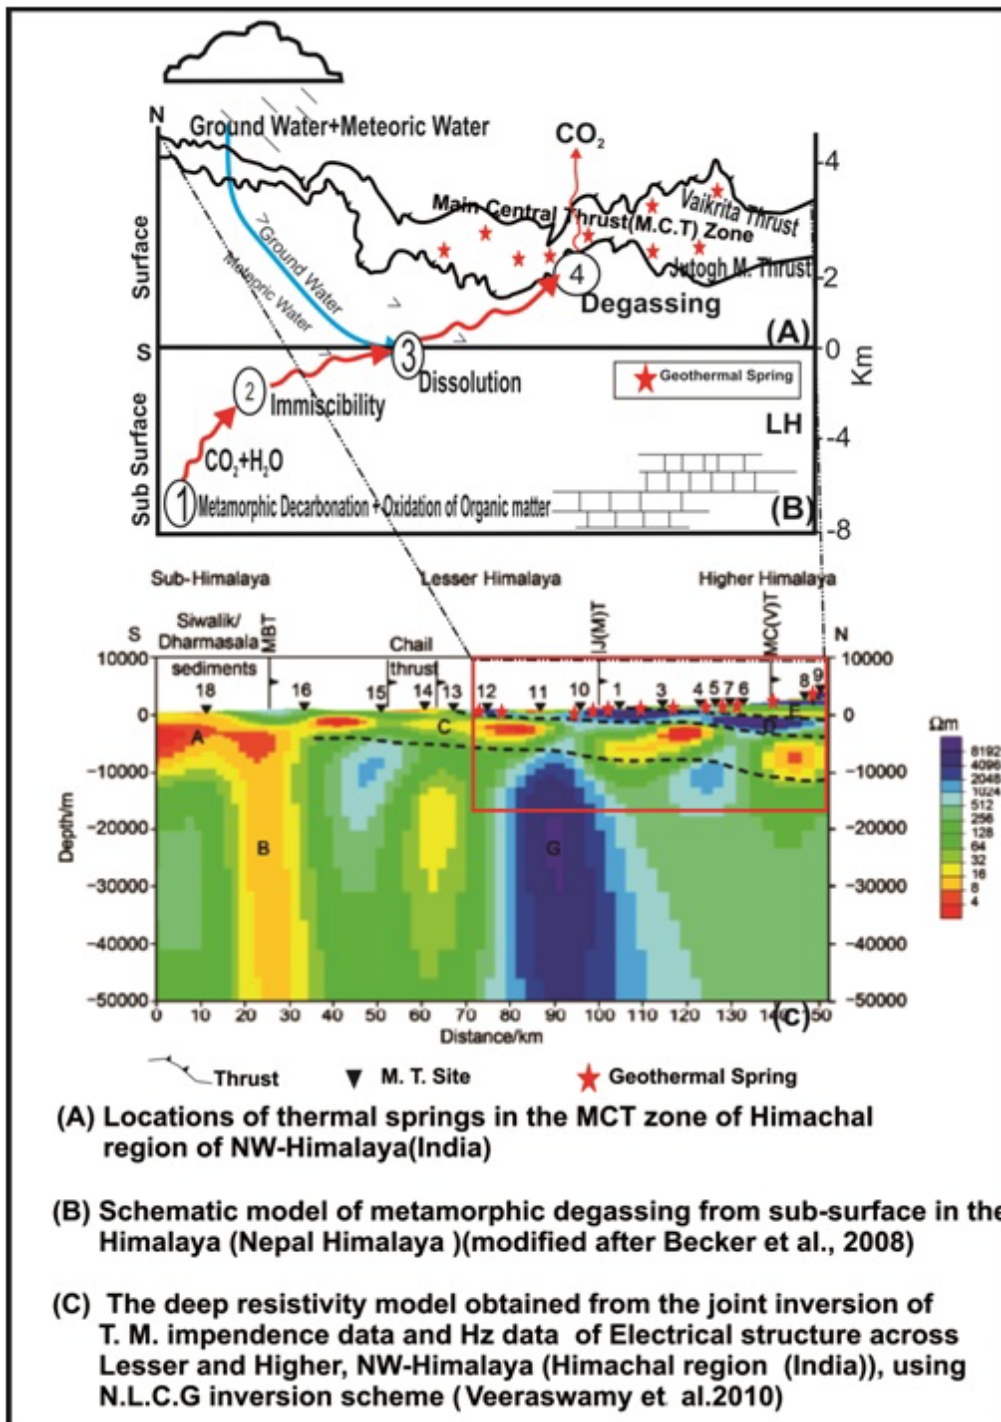 N
Ground Water+Meteoric Water
CO2
Main Central Thrust(M.C.T) Zone
Vaikrita Thrust
Jutogh M. Thrust
Ground Water
Meteoric Water
4
Degassing
(A)
Surface
S
3
Dissolution
2
Immiscibility
Geothermal Spring
LH
CO2+H2O
1
Metamorphic Decarbonation + Oxidation of Organic matter
(B)
Sub Surface
4
2
0
-4
-8
Km
Sub-Himalaya
Lesser Himalaya
Higher Himalaya
S
Siwalik/
Dharmasala
sediments
MBT
Chail
thrust
J(M)T
MC(V)T
N
18 16 15 14 13 12 11 10 1 3 4 5 7 6 8 9
10000
0
−10000
−20000
−30000
−40000
−50000
Depth/m
A
B
C
D
E
G
10000
0
−10000
−20000
−30000
−40000
−50000
Ωm
8192
4096
2048
1024
512
256
128
64
32
16
8
4
0 10 20 30 40 50 60 70 80 90 100 110 120 130 140 150
(c)
Distance/km
Thrust
M. T. Site
Geothermal Spring
(A) Locations of thermal springs in the MCT zone of Himachal
region of NW-Himalaya(India)
(B) Schematic model of metamorphic degassing from sub-surface in the
Himalaya (Nepal Himalaya )(modified after Becker et al., 2008)
(C) The deep resistivity model obtained from the joint inversion of
T. M. impendence data and Hz data of Electrical structure across
Lesser and Higher, NW-Himalaya (Himachal region (India)), using
N.L.C.G inversion scheme ( Veeraswamy et. al.2010)